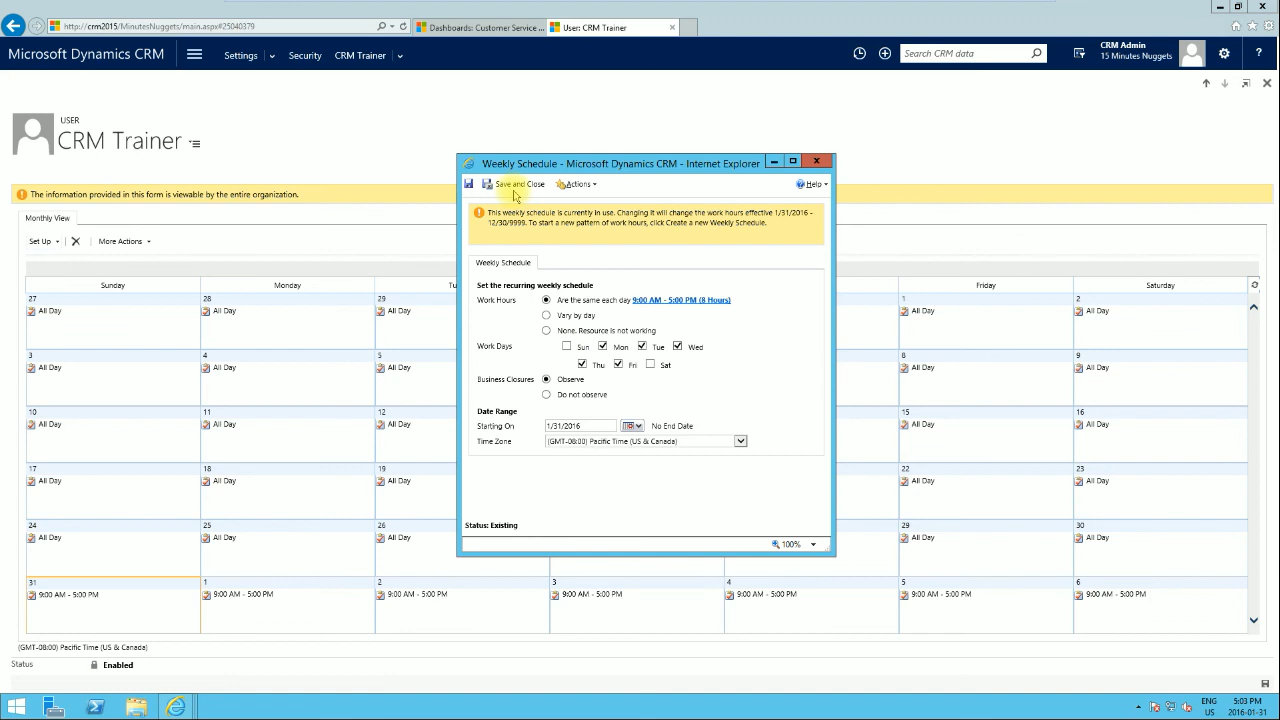 http://crm2015/MinutesNuggets/main.aspx#25040379
Dashboards: Customer Service ...
User: CRM Trainer
Microsoft Dynamics CRM
Settings
Security
CRM Trainer
Search CRM data
CRM Admin
15 Minutes Nuggets
?
USER
CRM Trainer
The information provided in this form is viewable by the entire organization.
Monthly View
Set Up
More Actions
Sunday Monday Tu Friday Saturday
27 28 29 1 2
All Day All Day All Day All Day All Day
3 4 5 8 9
All Day All Day All Day All Day All Day
10 11 12 15 16
All Day All Day All Day All Day All Day
17 18 19 22 23
All Day All Day All Day All Day All Day
24 25 26 29 30
All Day All Day All Day All Day All Day
31 1 2 3 4 5 6
9:00 AM - 5:00 PM 9:00 AM - 5:00 PM 9:00 AM - 5:00 PM 9:00 AM - 5:00 PM 9:00 AM - 5:00 PM 9:00 AM - 5:00 PM 9:00 AM - 5:00 PM
(GMT-08:00) Pacific Time (US & Canada)
Status Enabled
Weekly Schedule - Microsoft Dynamics CRM - Internet Explorer
Save and Close
Actions
Help
This weekly schedule is currently in use. Changing it will change the work hours effective 1/31/2016 -
12/30/9999. To start a new pattern of work hours, click Create a new Weekly Schedule.
Weekly Schedule
Set the recurring weekly schedule
Work Hours Are the same each day 9:00 AM - 5:00 PM (8 Hours)
Vary by day
None. Resource is not working
Work Days Sun Mon Tue Wed
Thu Fri Sat
Business Closures Observe
Do not observe
Date Range
Starting On 1/31/2016 No End Date
Time Zone (GMT-08:00) Pacific Time (US & Canada)
Status: Existing
100%
ENG 5:03 PM
US 2016-01-31